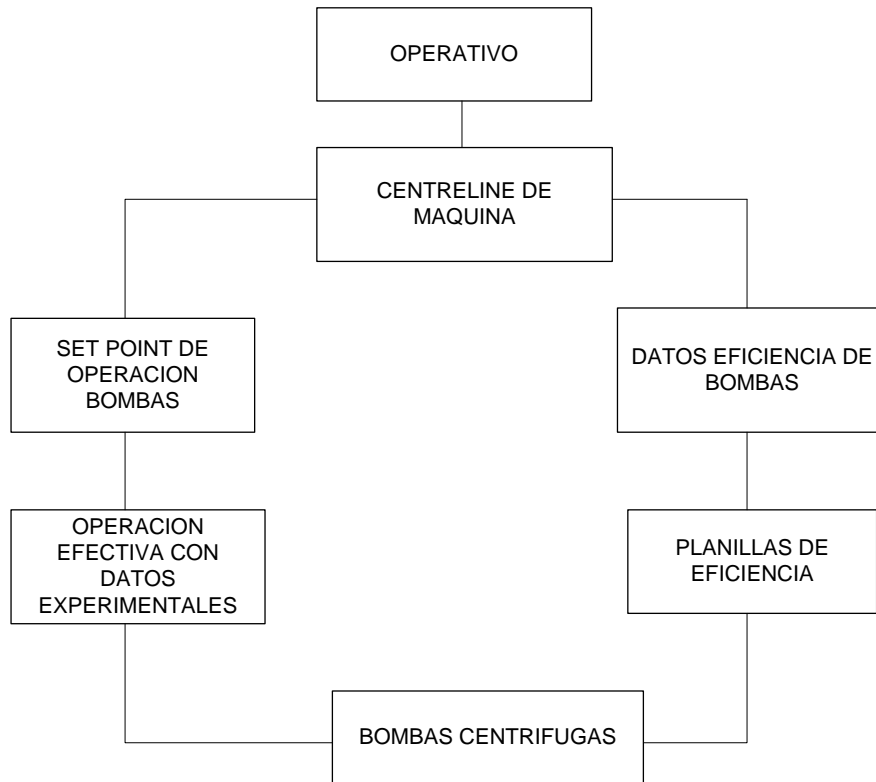 OPERATIVO
CENTRELINE DE
MAQUINA
SET POINT DE
OPERACION
BOMBAS
DATOS EFICIENCIA DE
BOMBAS
OPERACION
EFECTIVA CON
DATOS
EXPERIMENTALES
PLANILLAS DE
EFICIENCIA
BOMBAS CENTRIFUGAS